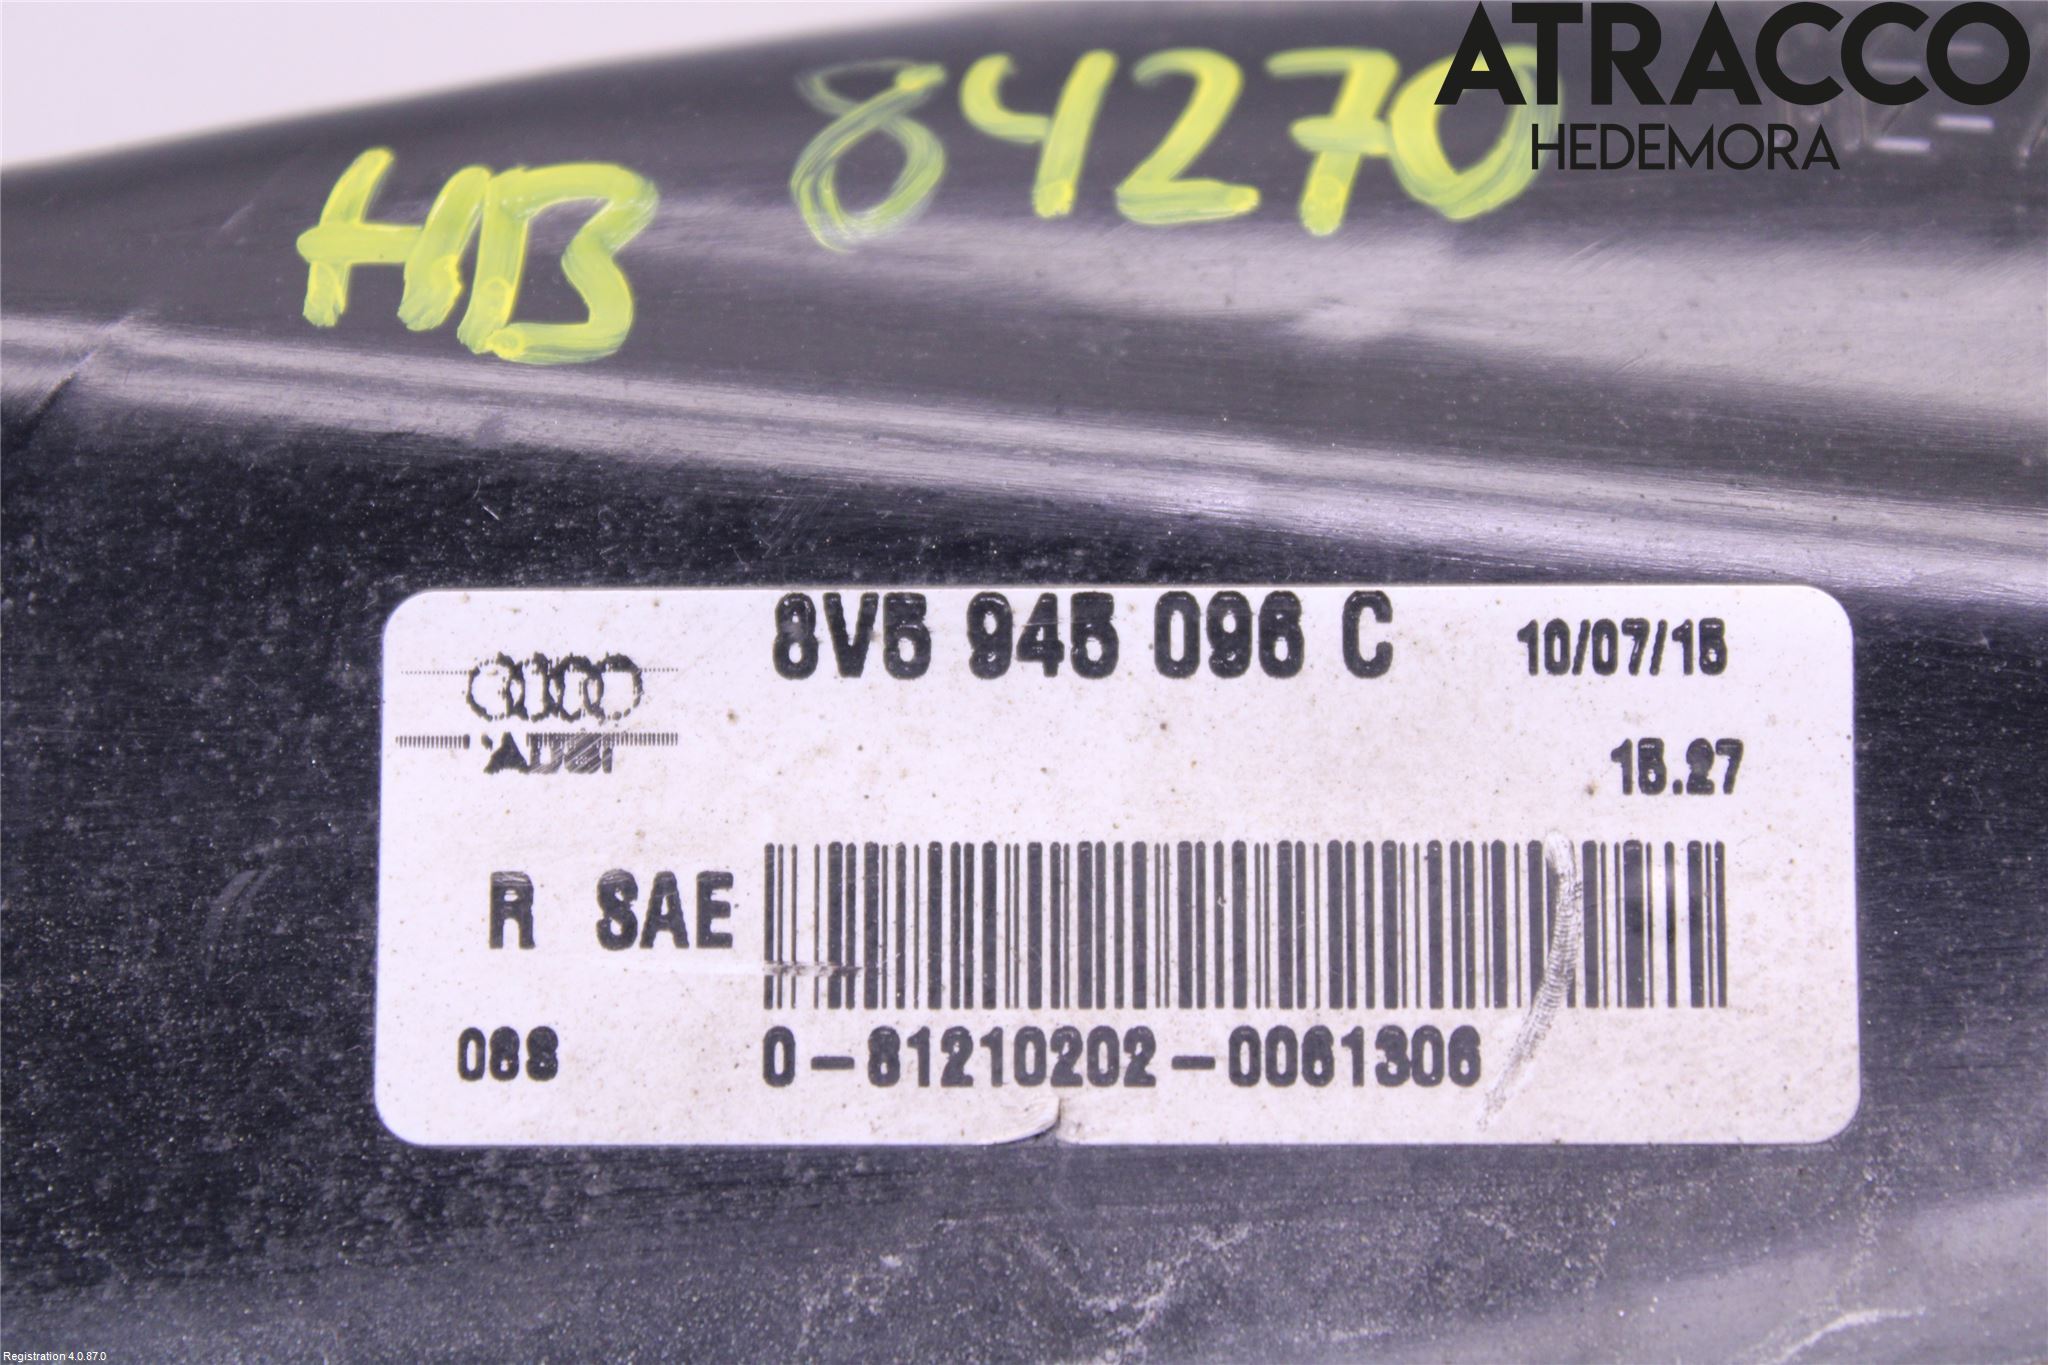 ATRACCO
HEDEMORA
HB 84270
8V5 945 096 C 10/07/15
AUDI 15.27
R SAE
088 0-81210202-0061306
Registration 4.0.87.0